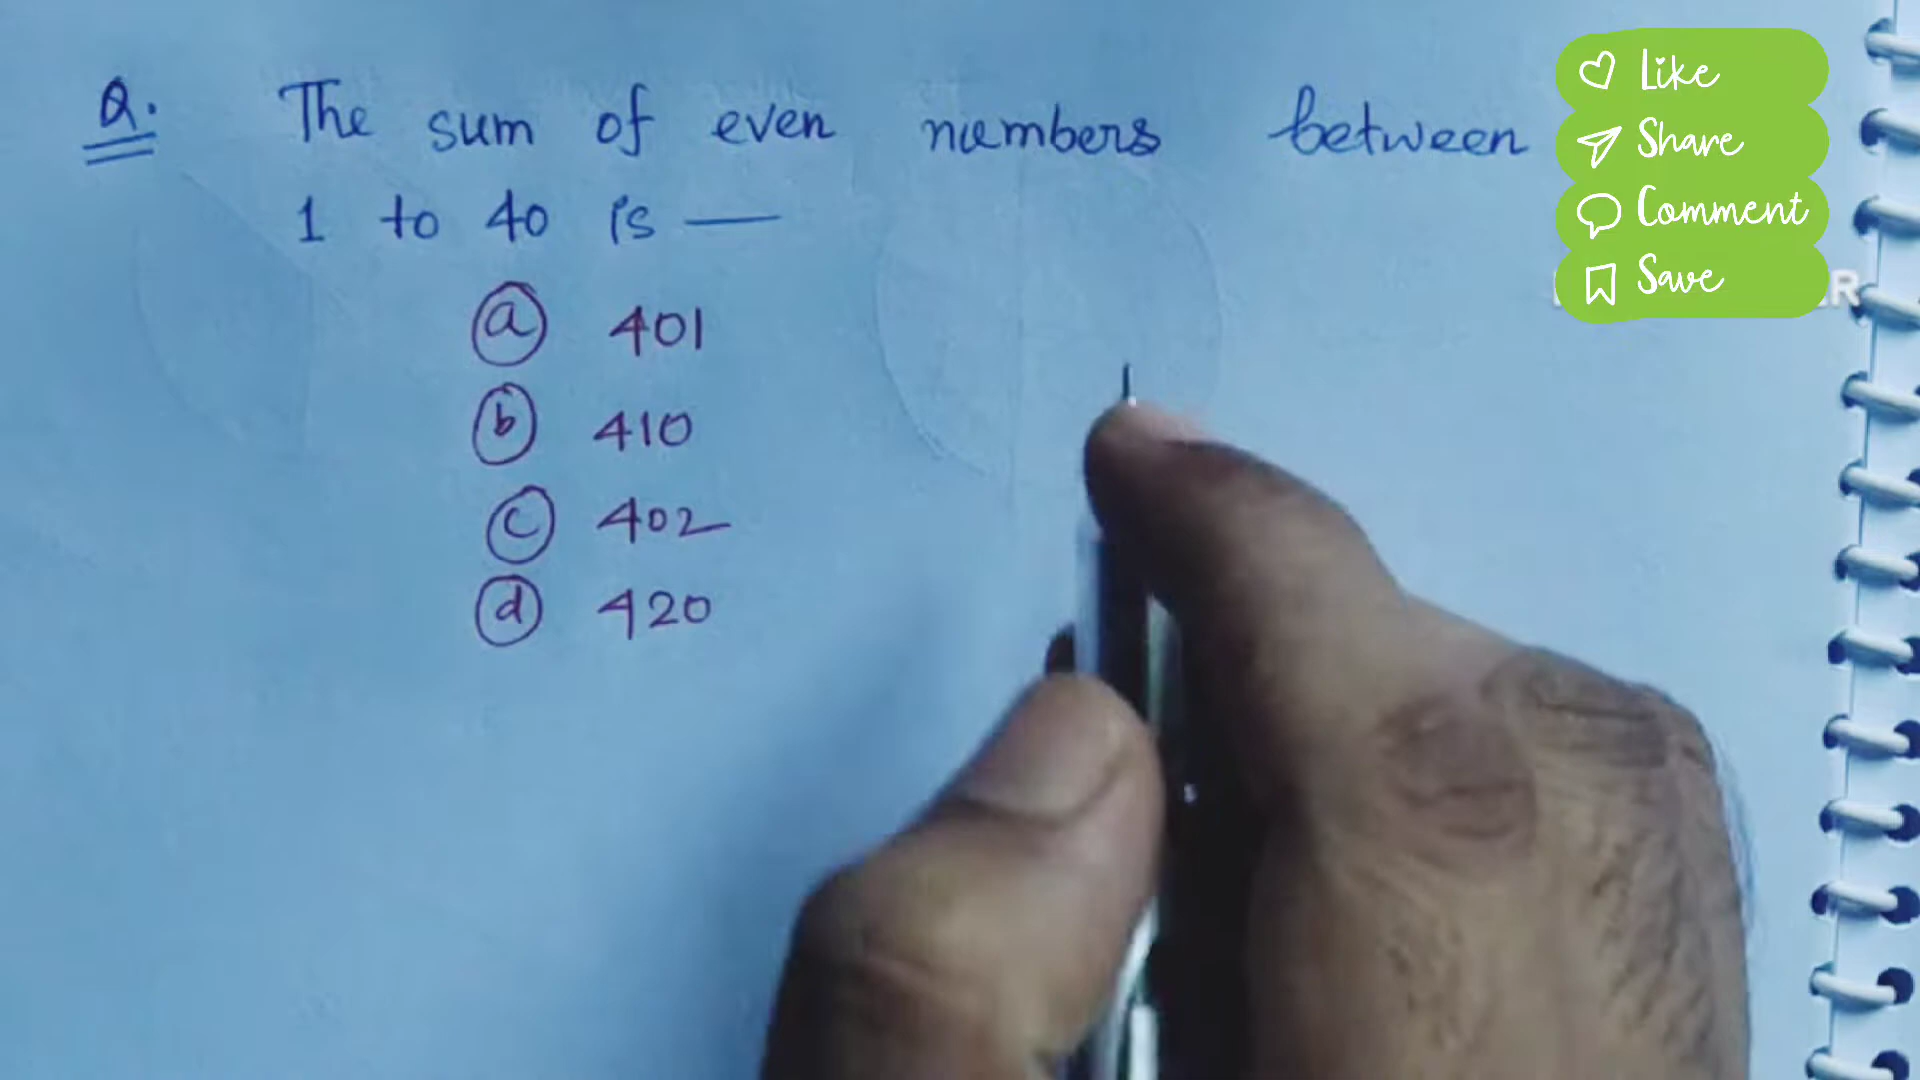 Q. The sum of even numbers between
1 to 40 is —
(a) 401
(b) 410
(c) 402
(d) 420
Like
Share
Comment
Save